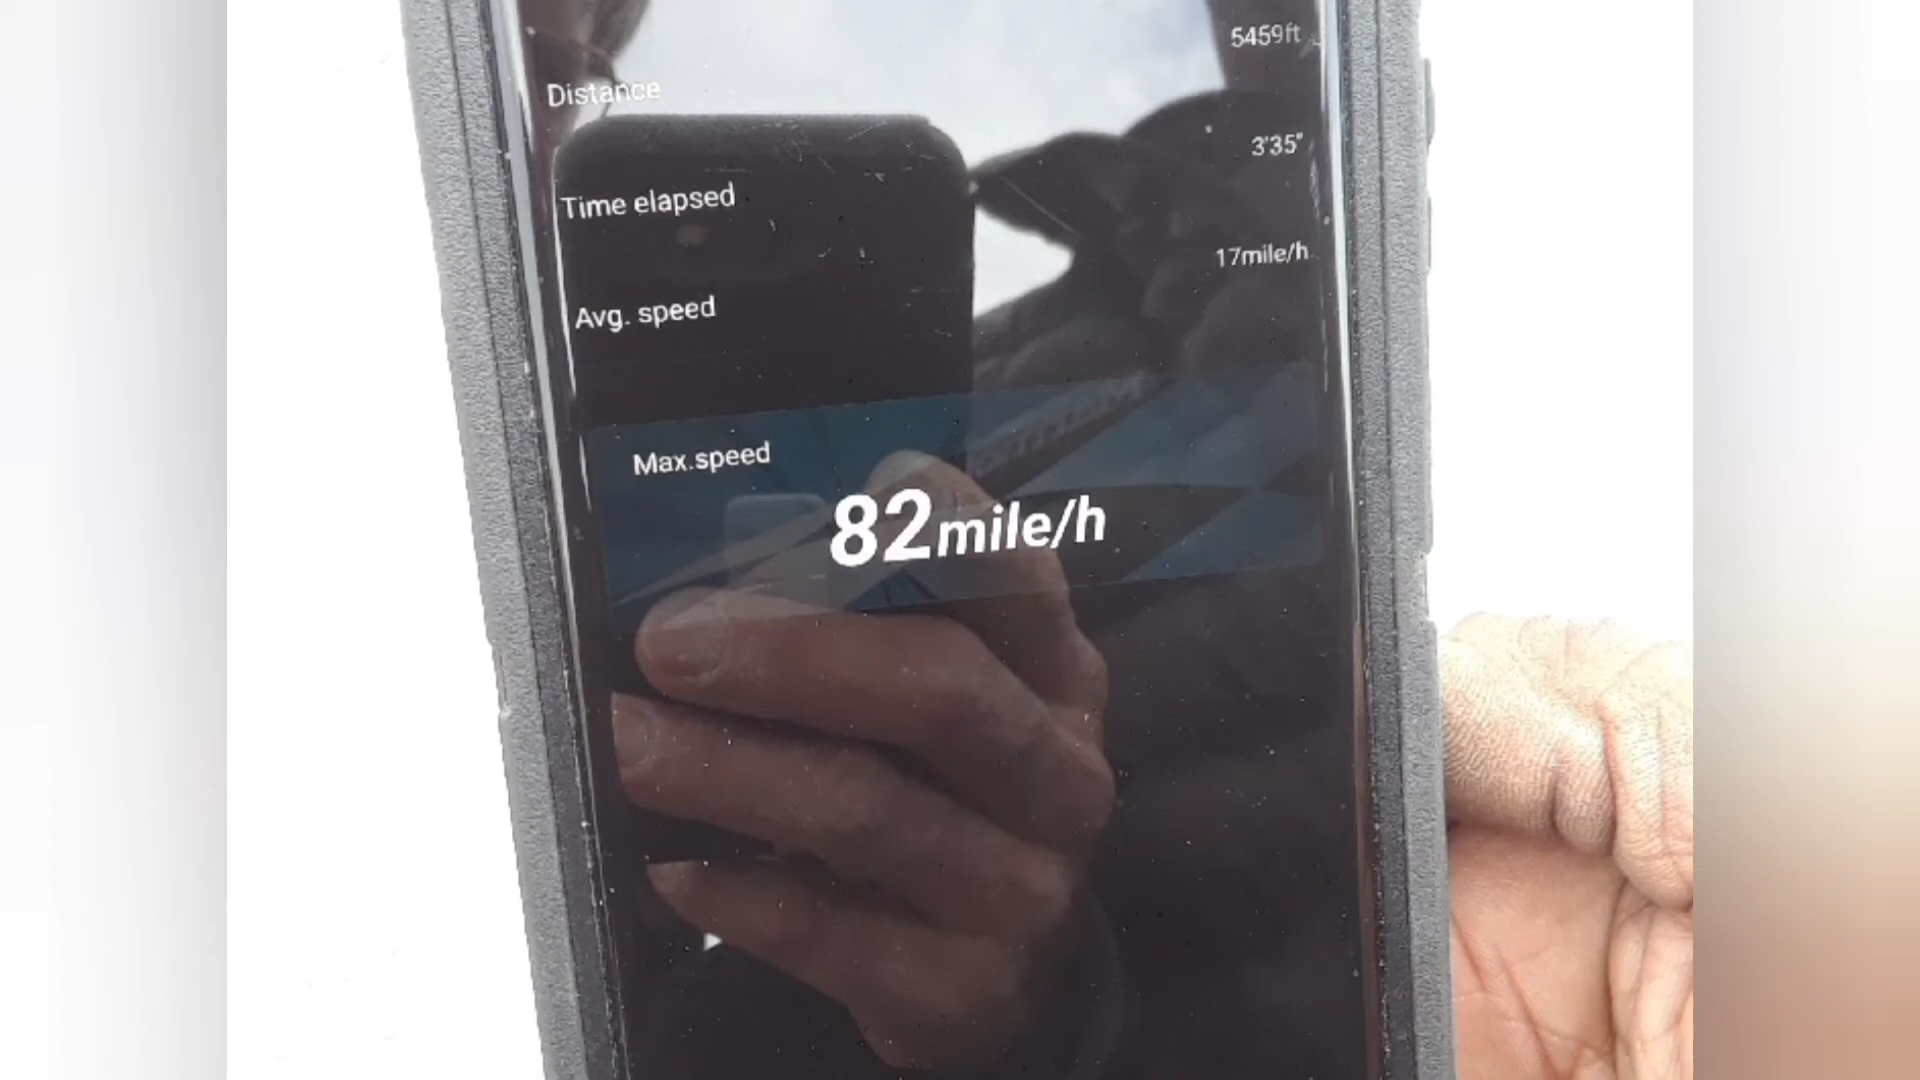 Distance 5459ft
Time elapsed 3'35"
Avg. speed 17mile/h
Max.speed
82mile/h